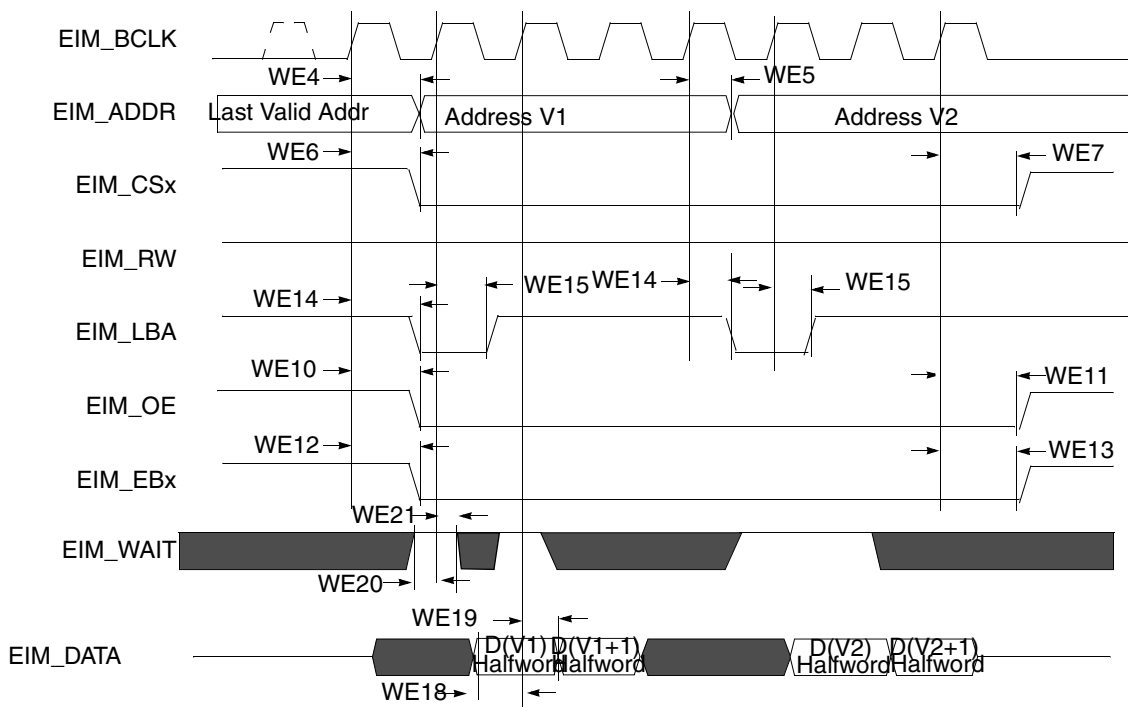 EIM_BCLK
WE4
WE5
EIM_ADDR
Last Valid Addr
Address V1
Address V2
WE6
WE7
EIM_CSx
EIM_RW
WE14
WE15
WE14
WE15
EIM_LBA
WE10
WE11
EIM_OE
WE12
WE13
EIM_EBx
WE21
EIM_WAIT
WE20
WE19
EIM_DATA
D(V1)
Halfword
D(V1+1)
Halfword
D(V2)
Halfword
D(V2+1)
Halfword
WE18